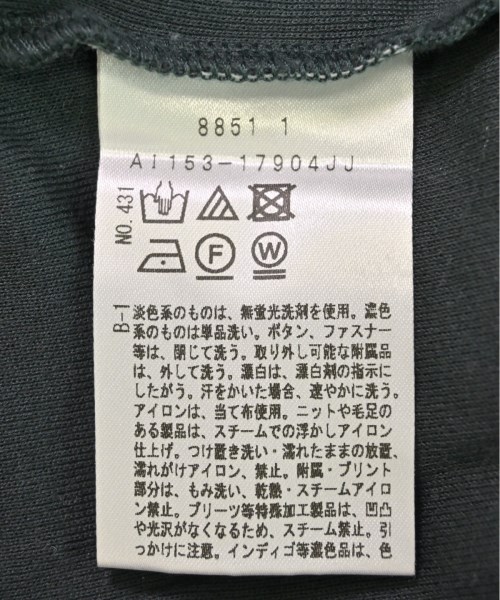 8851 1
AI153-17904JJ
NO.431
F
W
B-1
淡色系のものは、無蛍光洗剤を使用。濃色
系のものは単品洗い。ボタン、ファスナー
等は、閉じて洗う。取り外し可能な附属品
は、外して洗う。漂白は、漂白剤の指示に
したがう。汗をかいた場合、速やかに洗う。
アイロンは、当て布使用。ニットや毛足の
ある製品は、スチームでの浮かしアイロン
仕上げ。つけ置き洗い・濡れたままの放置、
濡れがけアイロン、禁止。附属・プリント
部分は、もみ洗い、乾熱・スチームアイロ
ン禁止。プリーツ等特殊加工製品は、凹凸
や光沢がなくなるため、スチーム禁止。引
っかけに注意。インディゴ等濃色品は、色